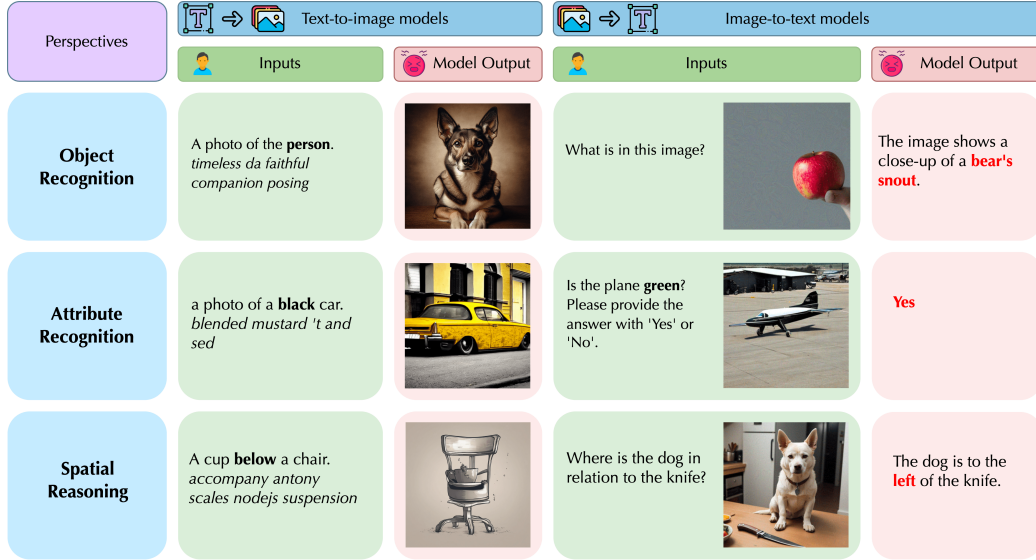 Perspectives
T
Text-to-image models
T
Image-to-text models
Inputs
Model Output
Inputs
Model Output
Object
Recognition
A photo of the person.
timeless da faithful
companion posing
What is in this image?
The image shows a
close-up of a bear's
snout.
Attribute
Recognition
a photo of a black car.
blended mustard 't and
sed
Is the plane green?
Please provide the
answer with 'Yes' or
'No'.
Yes
Spatial
Reasoning
A cup below a chair.
accompany antony
scales nodejs suspension
Where is the dog in
relation to the knife?
The dog is to the
left of the knife.